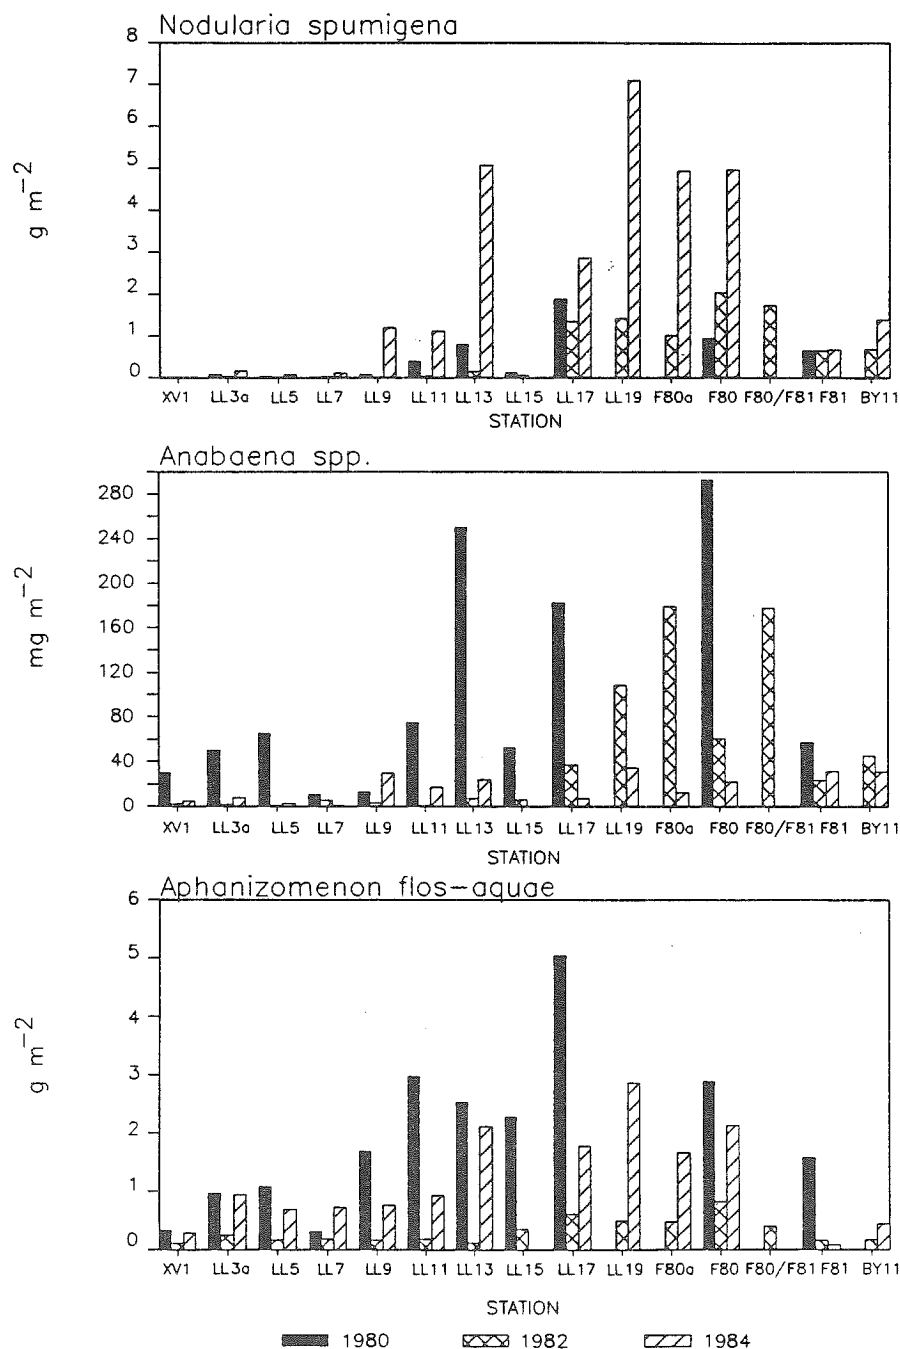 Nodularia spumigena
8
7
6
5
4
3
2
1
0
g m−2
XV1 LL3a LL5 LL7 LL9 LL11 LL13 LL15 LL17 LL19 F80a F80 F80/F81 F81 BY11
STATION
Anabaena spp.
280
240
200
160
120
80
40
0
mg m−2
XV1 LL3a LL5 LL7 LL9 LL11 LL13 LL15 LL17 LL19 F80a F80 F80/F81 F81 BY11
STATION
Aphanizomenon flos−aquae
6
5
4
3
2
1
0
g m−2
XV1 LL3a LL5 LL7 LL9 LL11 LL13 LL15 LL17 LL19 F80a F80 F80/F81 F81 BY11
STATION
1980 1982 1984